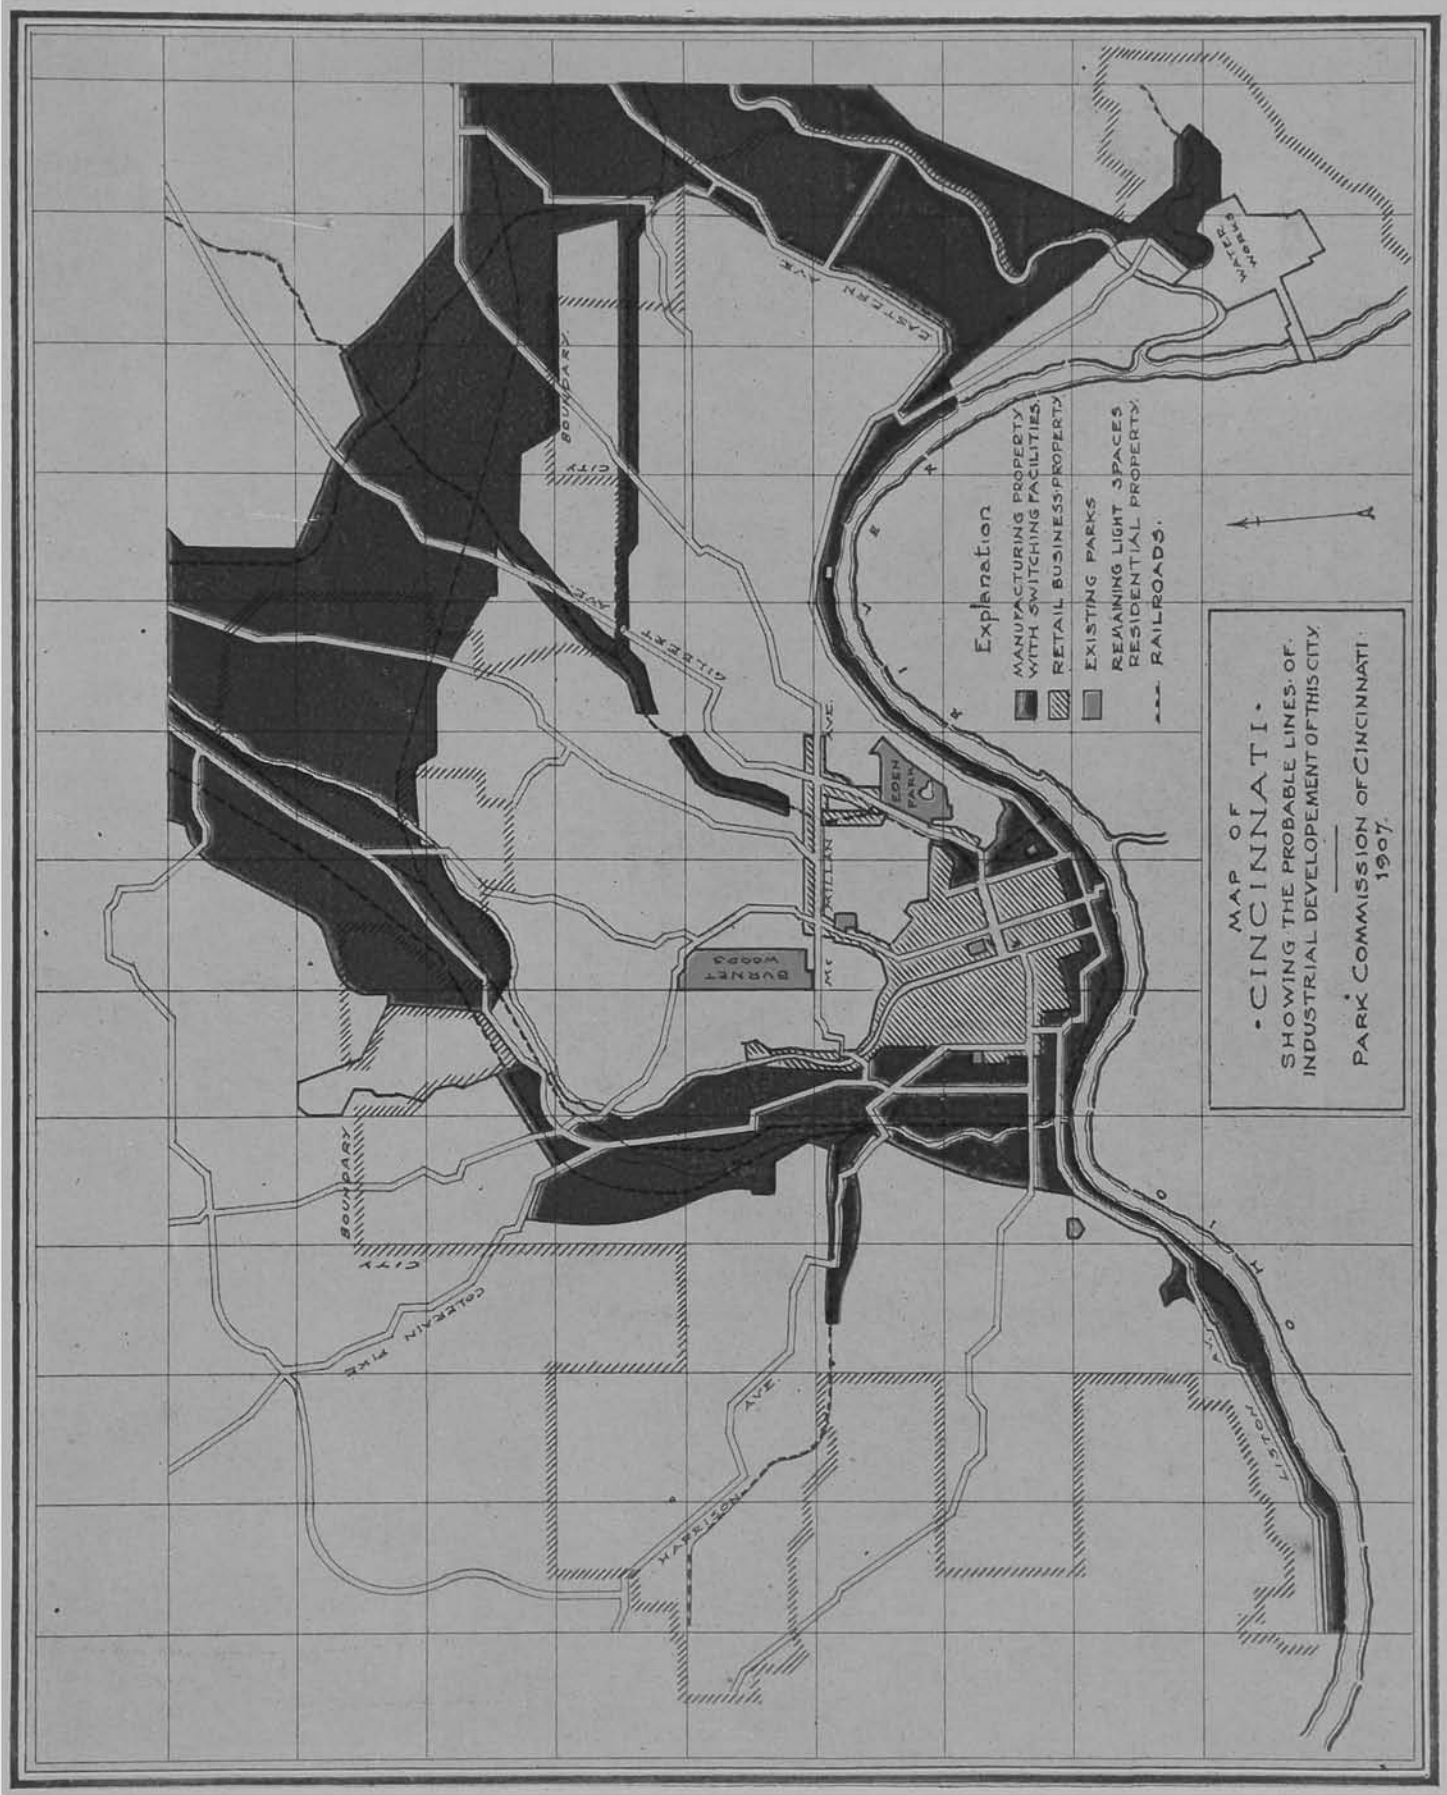 MAP OF
·CINCINNATI·
SHOWING THE PROBABLE LINES OF
INDUSTRIAL DEVELOPEMENT OF THIS CITY
PARK COMMISSION OF CINCINNATI·
1907.
Explanation
MANUFACTURING PROPERTY
WITH SWITCHING FACILITIES.
RETAIL BUSINESS PROPERTY
EXISTING PARKS
REMAINING LIGHT SPACES
RESIDENTIAL PROPERTY.
RAILROADS.
WATER
WORKS
EASTERN AVE.
CITY BOUNDARY.
GILBERT AVE.
EDEN
PARK
MC MILLAN AVE.
BURNET
WOODS
CITY BOUNDARY
COLERAIN PIKE
HARRISON AVE.
LISTON AV.
OHIO RIVER